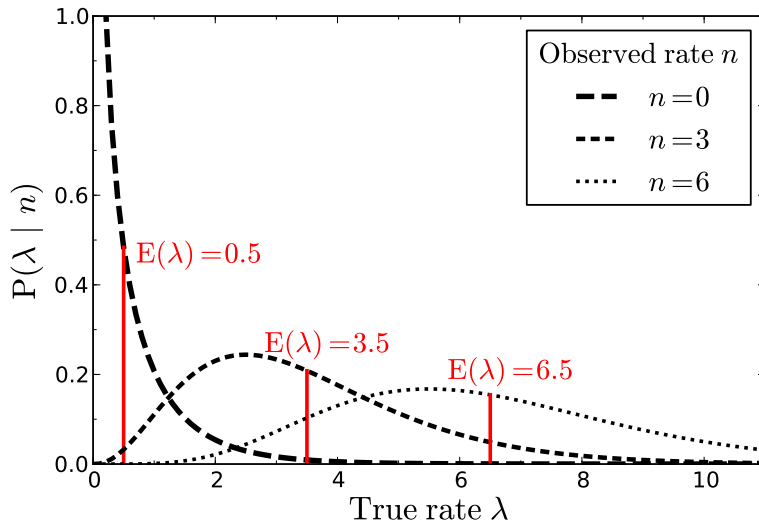 1.0
0.8
0.6
0.4
0.2
0.0
P(λ | n)
Observed rate n
n=0
n=3
n=6
E(λ)=0.5
E(λ)=3.5
E(λ)=6.5
0 2 4 6 8 10
True rate λ